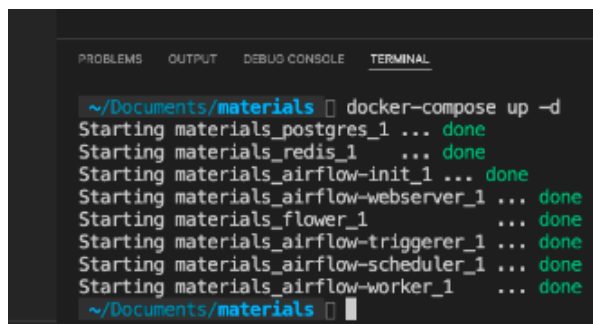 PROBLEMS OUTPUT DEBUG CONSOLE TERMINAL
~/Documents/materials docker-compose up -d
Starting materials_postgres_1 ... done
Starting materials_redis_1 ... done
Starting materials_airflow-init_1 ... done
Starting materials_airflow-webserver_1 ... done
Starting materials_flower_1 ... done
Starting materials_airflow-triggerer_1 ... done
Starting materials_airflow-scheduler_1 ... done
Starting materials_airflow-worker_1 ... done
~/Documents/materials